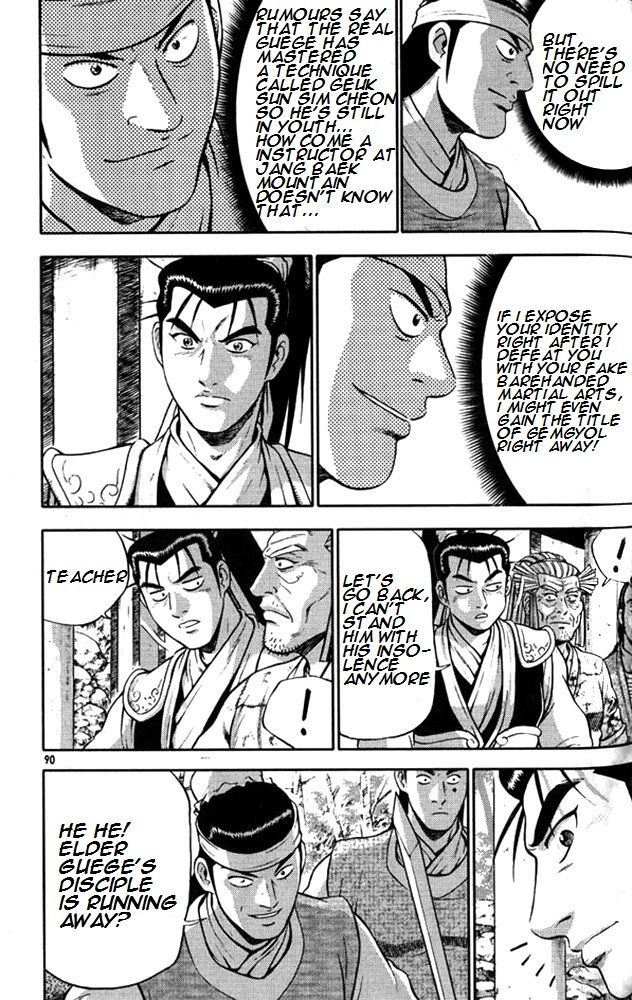 BUT,
THERE'S
NO NEED
TO SPILL
IT OUT
RIGHT
NOW
RUMOURS SAY
THAT THE REAL
GUEGE HAS
MASTERED
A TECHNIQUE
CALLED GEUK
SUN SIM CHEON
SO HE'S STILL
IN YOUTH...
HOW COME A
INSTRUCTOR AT
JANG BAEK
MOUNTAIN
DOESN'T KNOW
THAT...
IF I EXPOSE
YOUR IDENTITY
RIGHT AFTER I
DEFEAT YOU
WITH YOUR FAKE
BAREHANDED
MARTIAL ARTS,
I MIGHT EVEN
GAIN THE TITLE
OF GEMGYOL
RIGHT AWAY!
!
LET'S
GO BACK,
I CAN'T
STAND
HIM WITH
HIS INSO-
LENCE
ANYMORE
TEACHER
!
90
HE HE!
ELDER
GUEGE'S
DISCIPLE
IS RUNNING
AWAY?